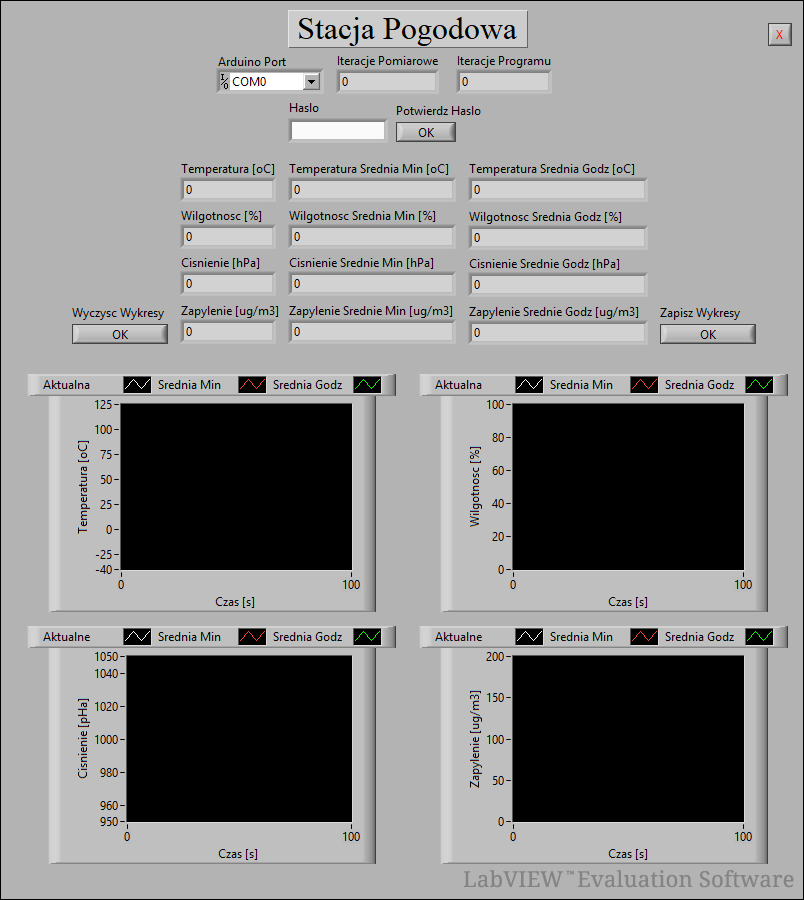 Stacja Pogodowa
X
Arduino Port Iteracje Pomiarowe Iteracje Programu
I/O COM0 0 0
Haslo Potwierdz Haslo
OK
Temperatura [oC] Temperatura Srednia Min [oC] Temperatura Srednia Godz [oC]
0 0 0
Wilgotnosc [%] Wilgotnosc Srednia Min [%] Wilgotnosc Srednia Godz [%]
0 0 0
Cisnienie [hPa] Cisnienie Srednie Min [hPa] Cisnienie Srednie Godz [hPa]
0 0 0
Wyczysc Wykresy Zapylenie [ug/m3] Zapylenie Srednie Min [ug/m3] Zapylenie Srednie Godz [ug/m3] Zapisz Wykresy
OK 0 0 0 OK
Aktualna Srednia Min Srednia Godz
Temperatura [oC]
125
100
75
50
25
0
-25
-40
0 100
Czas [s]
Aktualna Srednia Min Srednia Godz
Wilgotnosc [%]
100
80
60
40
20
0
0 100
Czas [s]
Aktualne Srednia Min Srednia Godz
Cisnienie [pHa]
1050
1040
1020
1000
980
960
950
0 100
Czas [s]
Aktualne Srednia Min Srednia Godz
Zapylenie [ug/m3]
200
150
100
50
0
0 100
Czas [s]
LabVIEW™ Evaluation Software